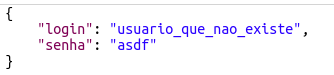 {
    "login": "usuario_que_nao_existe",
    "senha": "asdf"
}